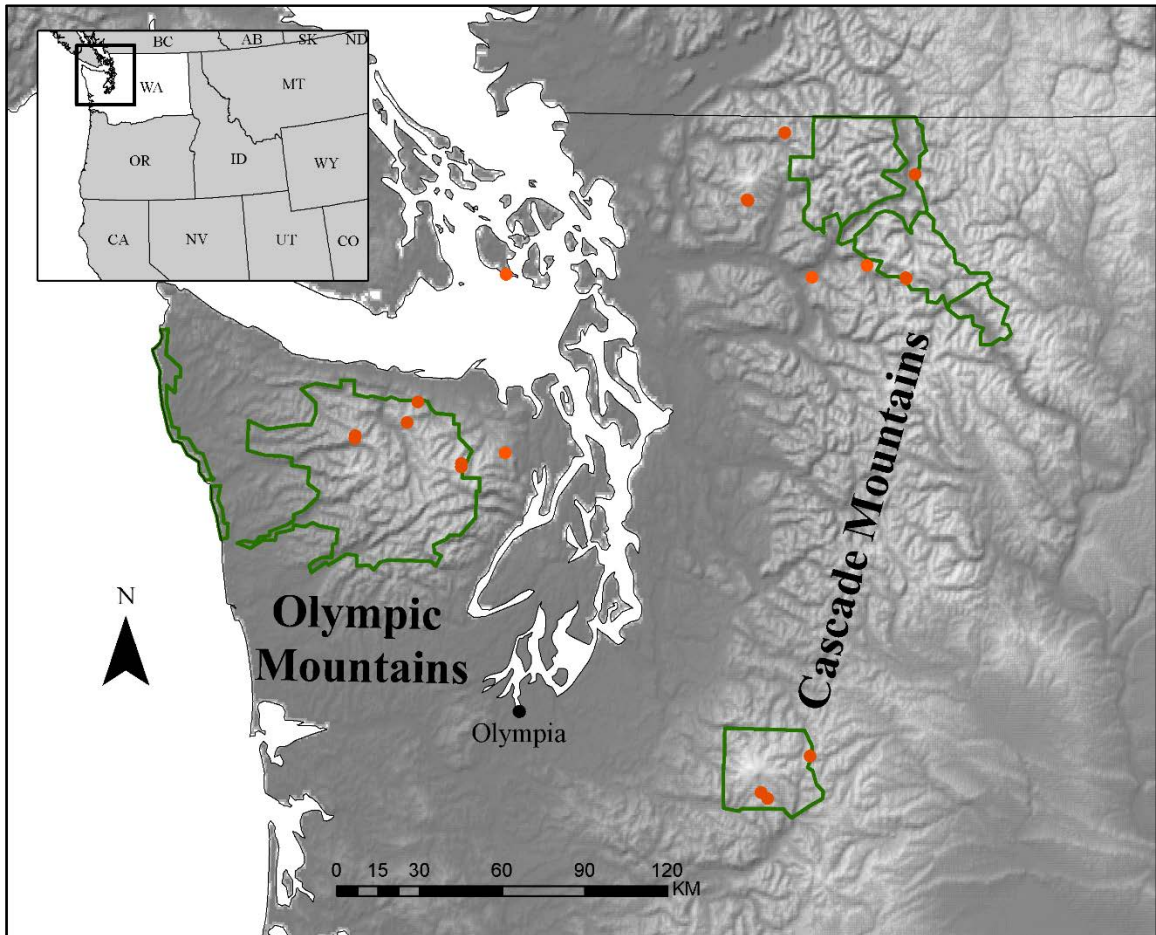 BC
AB
SK
ND
WA
MT
OR
ID
WY
CA
NV
UT
CO
Cascade Mountains
N
Olympic
Mountains
Olympia
0 15 30 60 90 120
KM